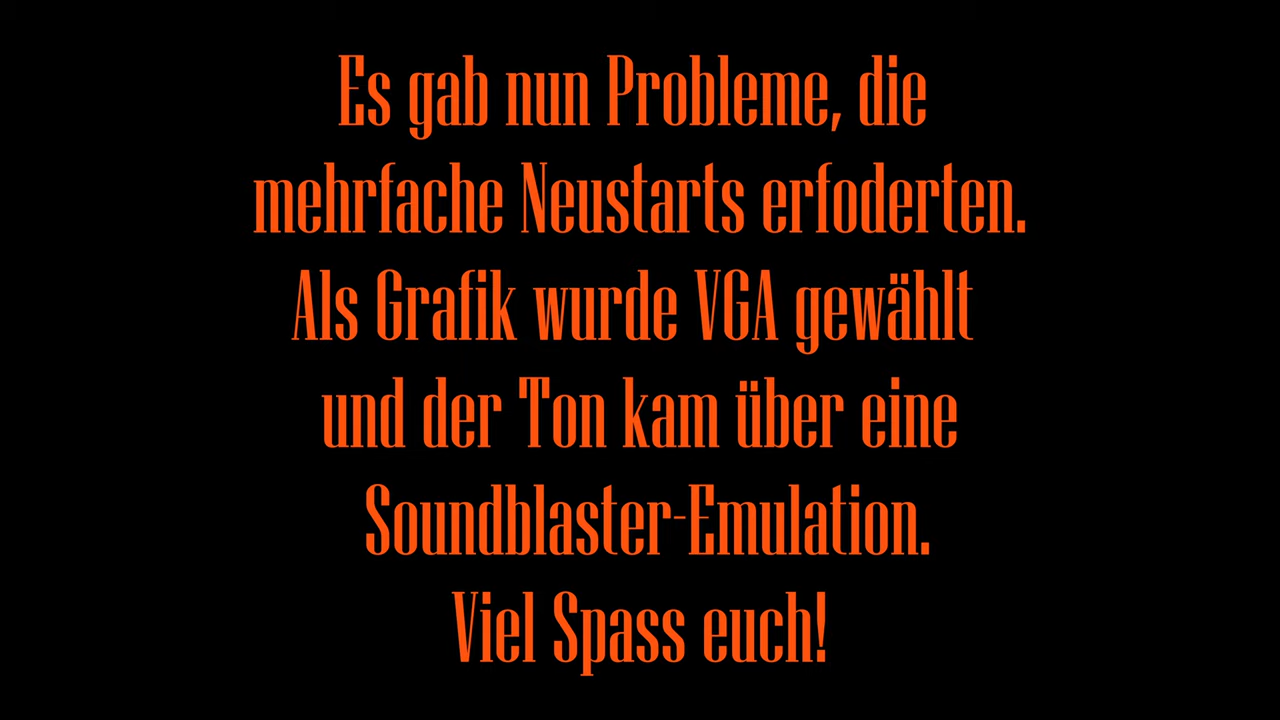 Es gab nun Probleme, die
mehrfache Neustarts erfoderten.
Als Grafik wurde VGA gewählt
und der Ton kam über eine
Soundblaster-Emulation.
Viel Spass euch!